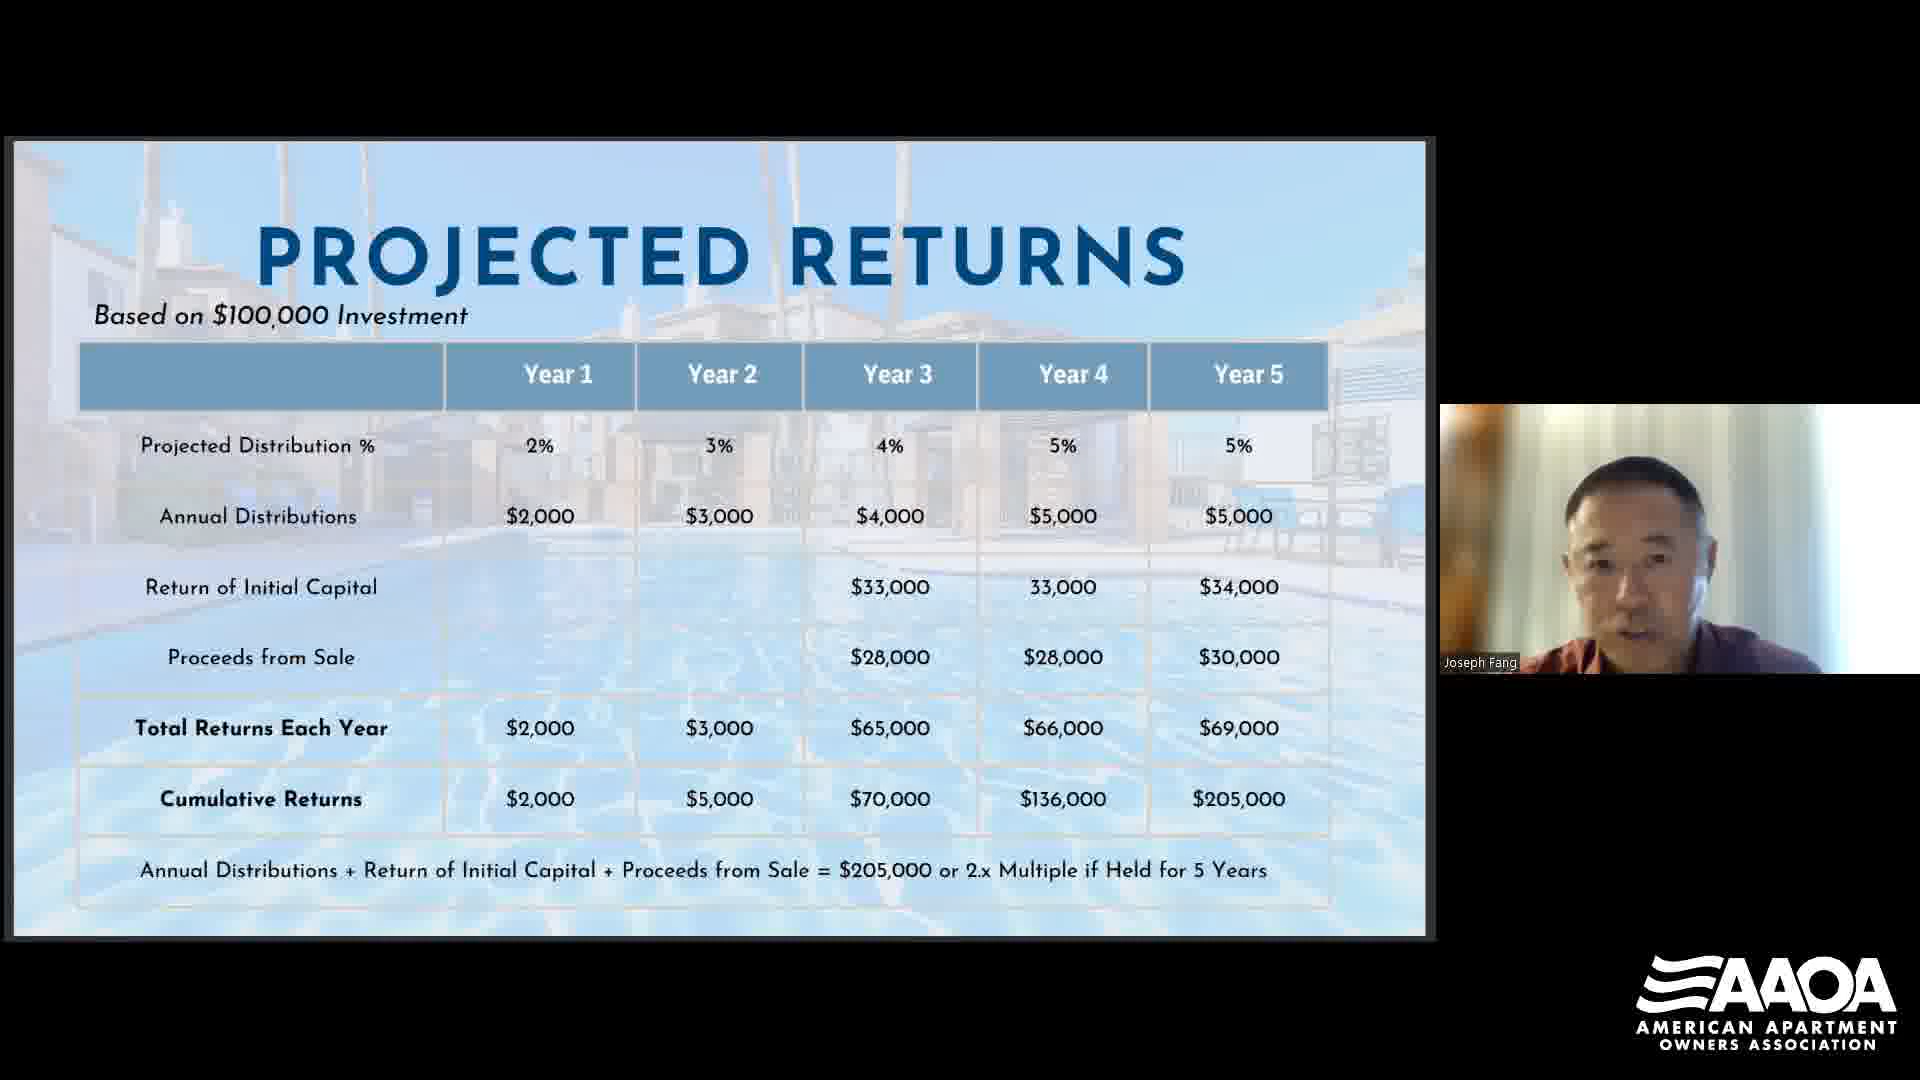 PROJECTED RETURNS
Based on $100,000 Investment
Year 1 Year 2 Year 3 Year 4 Year 5
Projected Distribution % 2% 3% 4% 5% 5%
Annual Distributions $2,000 $3,000 $4,000 $5,000 $5,000
Return of Initial Capital $33,000 33,000 $34,000
Proceeds from Sale $28,000 $28,000 $30,000
Total Returns Each Year $2,000 $3,000 $65,000 $66,000 $69,000
Cumulative Returns $2,000 $5,000 $70,000 $136,000 $205,000
Annual Distributions + Return of Initial Capital + Proceeds from Sale = $205,000 or 2.x Multiple if Held for 5 Years
Joseph Fang
AAOA
AMERICAN APARTMENT
OWNERS ASSOCIATION